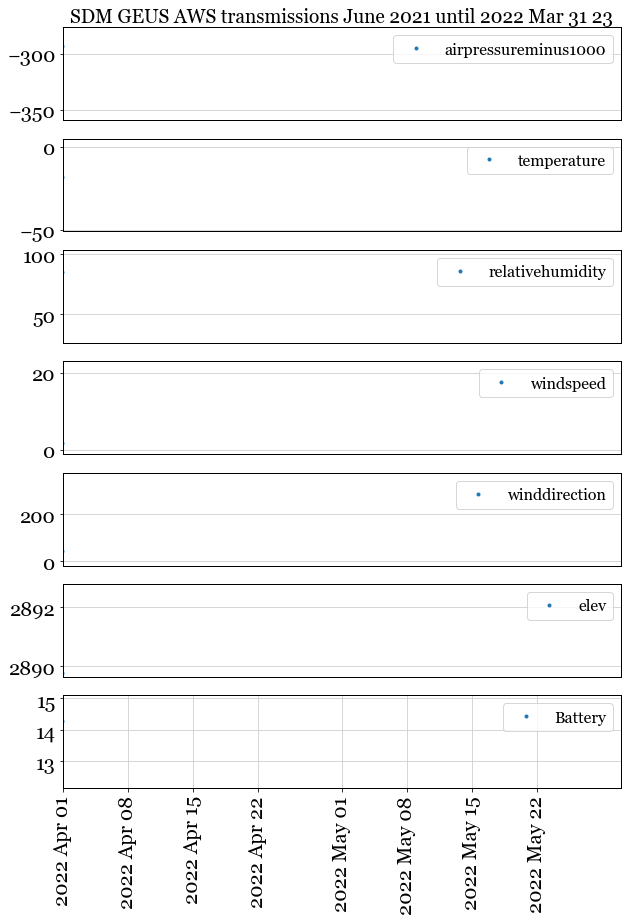 SDM GEUS AWS transmissions June 2021 until 2022 Mar 31 23
−300
−350
airpressureminus1000
0
−50
temperature
100
50
relativehumidity
20
0
windspeed
200
0
winddirection
2892
2890
elev
15
14
13
Battery
2022 Apr 01
2022 Apr 08
2022 Apr 15
2022 Apr 22
2022 May 01
2022 May 08
2022 May 15
2022 May 22